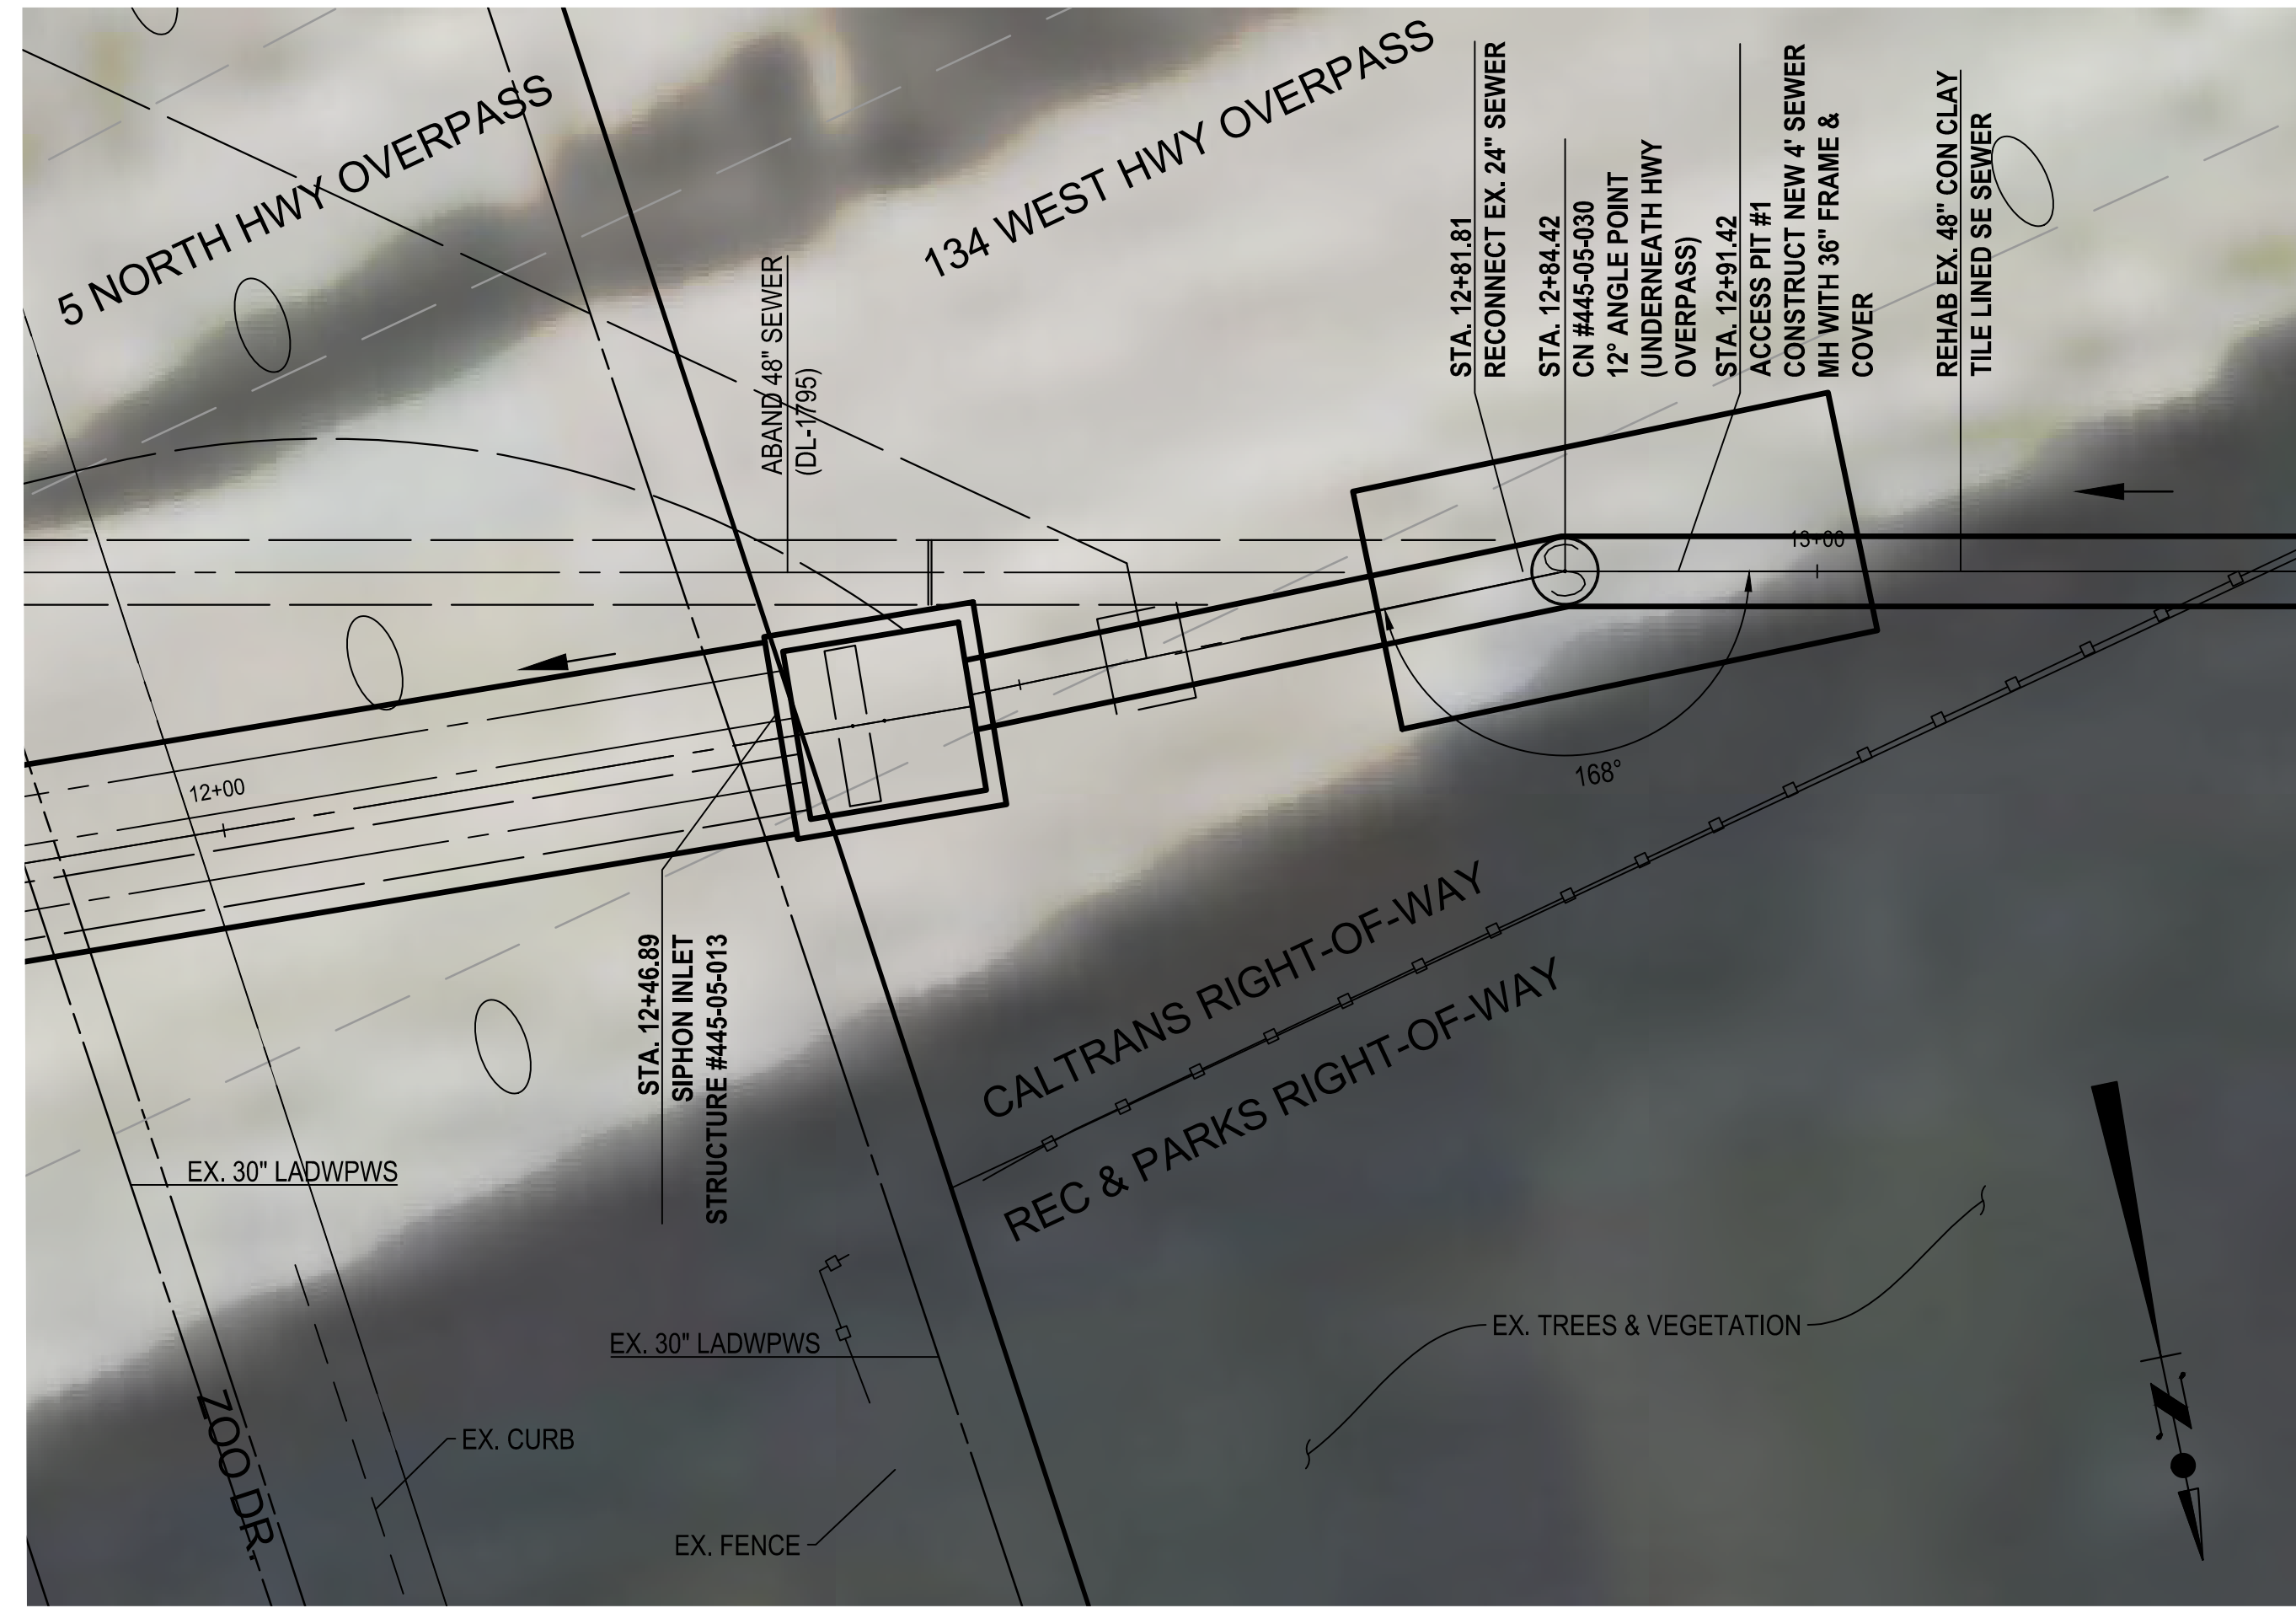 5 NORTH HWY OVERPASS
134 WEST HWY OVERPASS
ABAND 48" SEWER
(DL-1795)
STA. 12+81.81
RECONNECT EX. 24" SEWER
STA. 12+84.42
CN #445-05-030
12° ANGLE POINT
(UNDERNEATH HWY
OVERPASS)
STA. 12+91.42
ACCESS PIT #1
CONSTRUCT NEW 4' SEWER
MH WITH 36" FRAME &
COVER
REHAB EX. 48" CON CLAY
TILE LINED SE SEWER
13+00
12+00
168°
STA. 12+46.89
SIPHON INLET
STRUCTURE #445-05-013
CALTRANS RIGHT-OF-WAY
REC & PARKS RIGHT-OF-WAY
EX. 30" LADWPWS
EX. 30" LADWPWS
EX. TREES & VEGETATION
ZOO DR.
EX. CURB
EX. FENCE
N